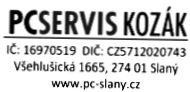 PCSERVIS KOZÁK
IČ: 16970519 DIČ: CZ5712020743
Všehlušická 1665, 274 01 Slaný
www.pc-slany.cz